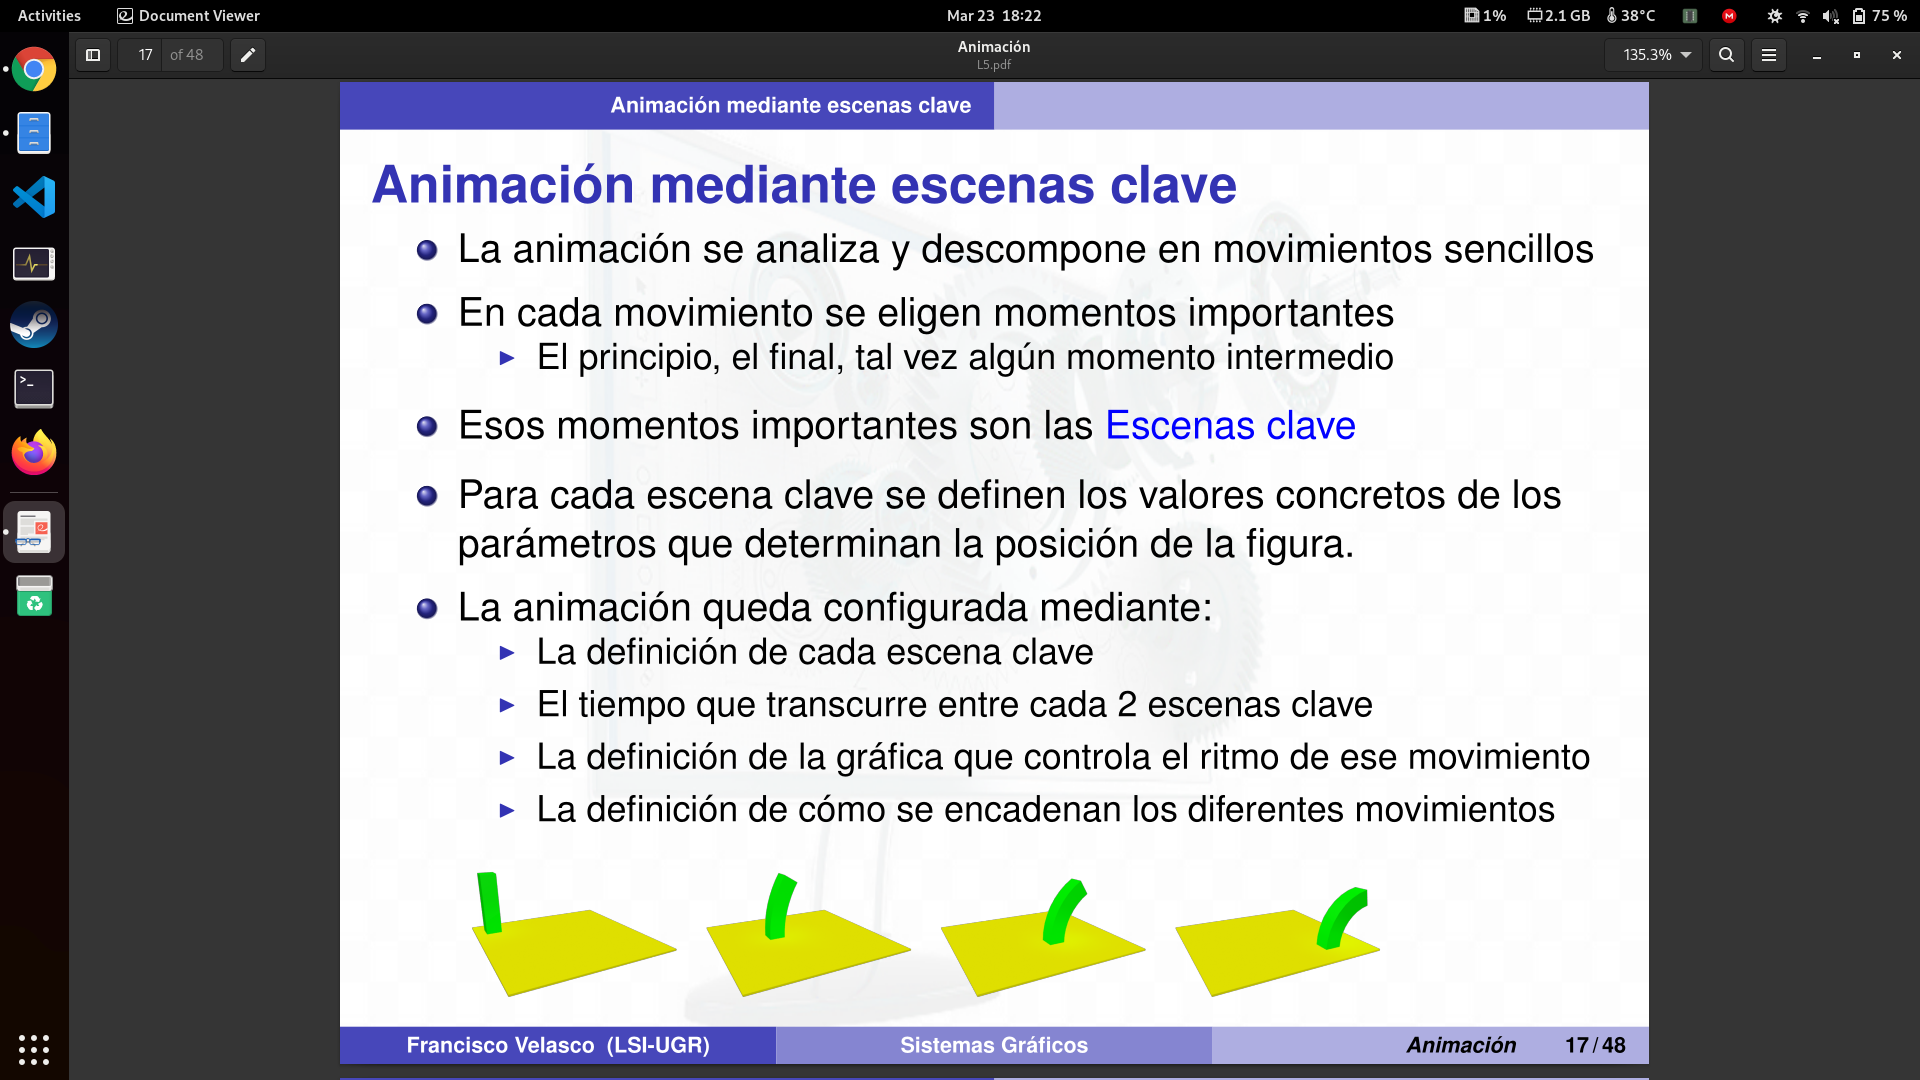 Activities Document Viewer Mar 23 18:22 1% 2.1 GB 38°C M 75 %
17 of 48 Animación 135.3%
L5.pdf
Animación mediante escenas clave
Animación mediante escenas clave
La animación se analiza y descompone en movimientos sencillos
En cada movimiento se eligen momentos importantes
El principio, el final, tal vez algún momento intermedio
Esos momentos importantes son las Escenas clave
Para cada escena clave se definen los valores concretos de los
parámetros que determinan la posición de la figura.
La animación queda configurada mediante:
La definición de cada escena clave
El tiempo que transcurre entre cada 2 escenas clave
La definición de la gráfica que controla el ritmo de ese movimiento
La definición de cómo se encadenan los diferentes movimientos
Francisco Velasco (LSI-UGR) Sistemas Gráficos Animación 17 / 48